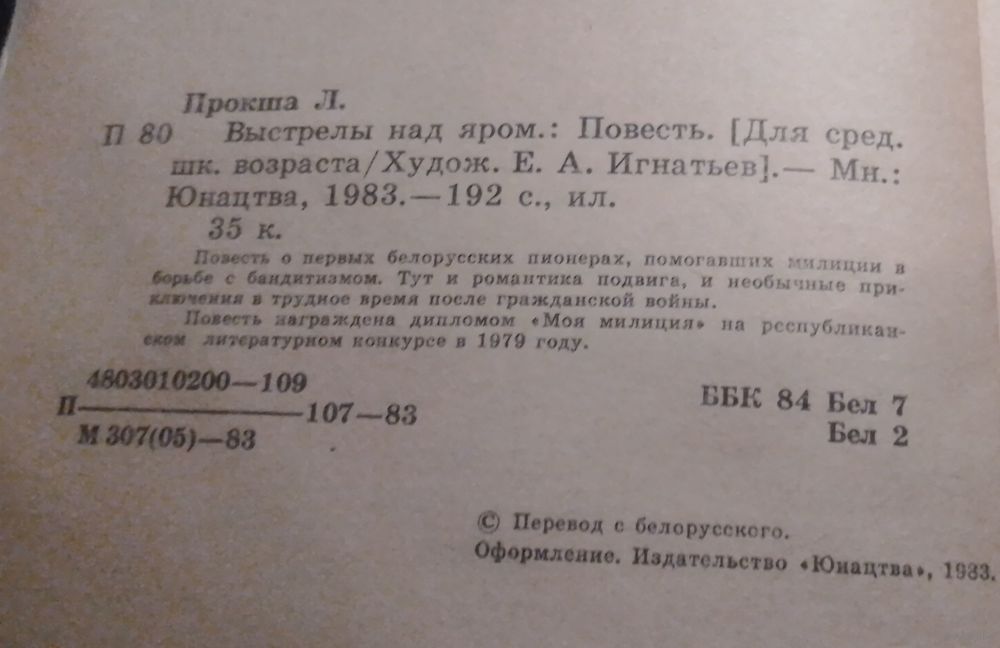 Прокша Л.
П 80 Выстрелы над яром.: Повесть. [Для сред.
шк. возраста/Худож. Е. А. Игнатьев].— Мн.:
Юнацтва, 1983.—192 с., ил.
35 к.
Повесть о первых белорусских пионерах, помогавших милиции в
борьбе с бандитизмом. Тут и романтика подвига, и необычные при-
ключения в трудное время после гражданской войны.
Повесть награждена дипломом «Моя милиция» на республикан-
ском литературном конкурсе в 1979 году.
4803010200—109
П————107—83
М 307(05)—83
ББК 84 Бел 7
Бел 2
© Перевод с белорусского.
Оформление. Издательство «Юнацтва», 1983.